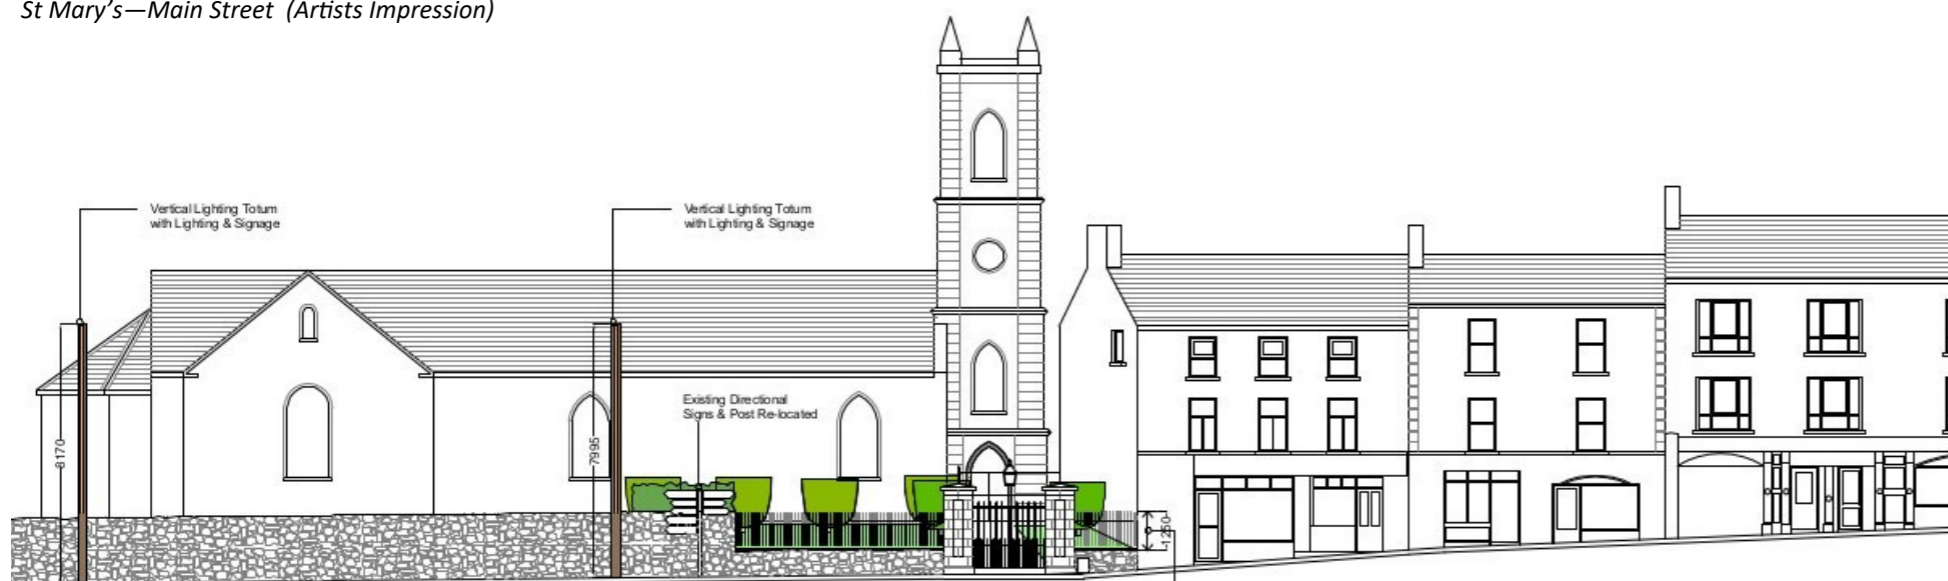 St Mary's—Main Street (Artists Impression)
Vertical Lighting Totum
with Lighting & Signage
Vertical Lighting Totum
with Lighting & Signage
Existing Directional
Signs & Post Re-located
8170
7995
1250